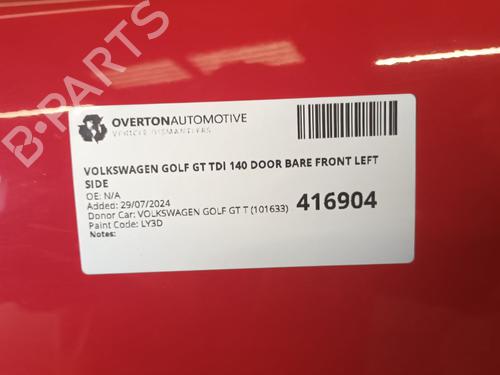 B-PARTS
OVERTONAUTOMOTIVE
VEHICLE DISMANTLERS
VOLKSWAGEN GOLF GT TDI 140 DOOR BARE FRONT LEFT
SIDE
OE: N/A
Added: 29/07/2024
Donor Car: VOLKSWAGEN GOLF GT T (101633)
Paint Code: LY3D
Notes:
416904